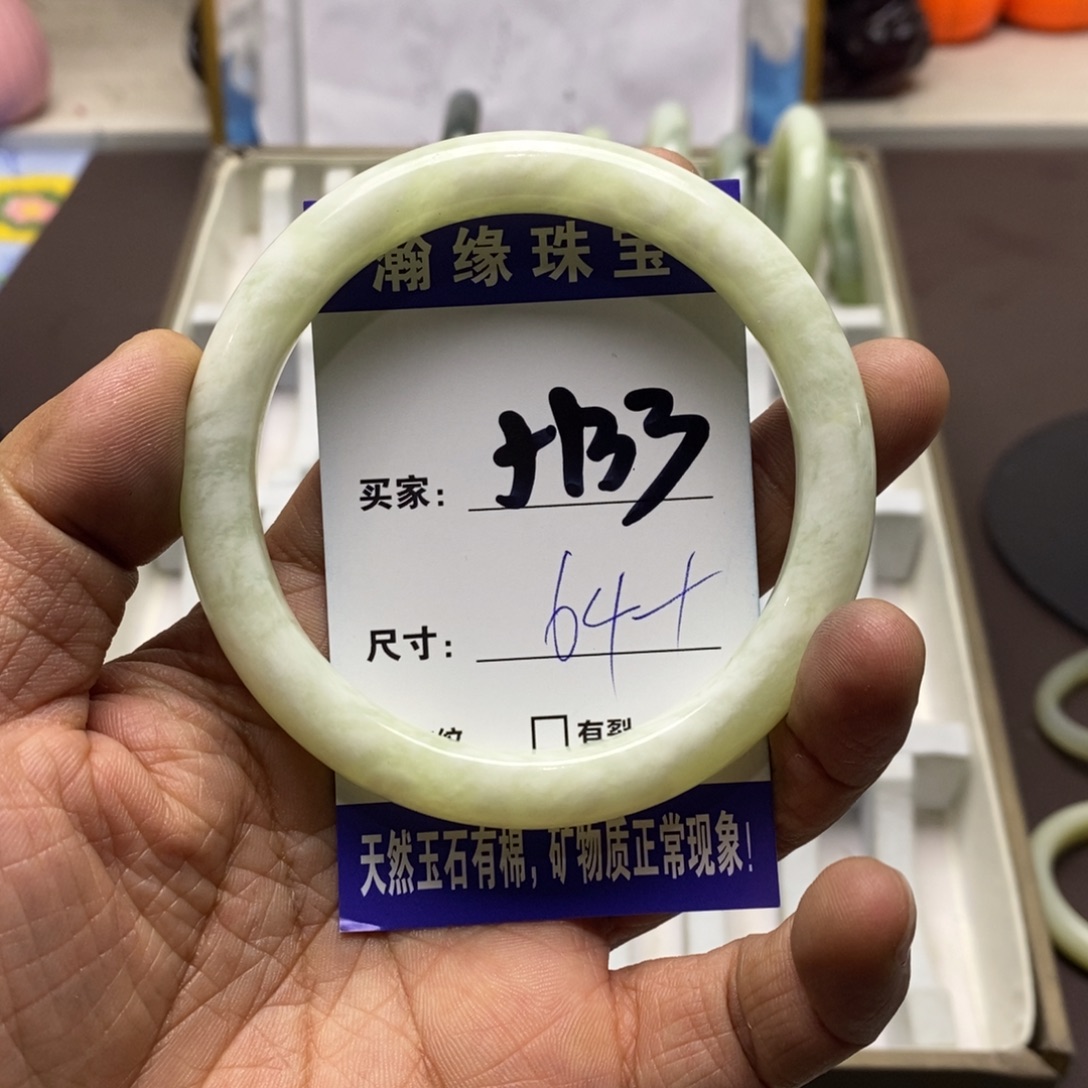 瀚缘珠宝
买家：
尺寸：64+
□有裂
天然玉石有棉，矿物质正常现象！